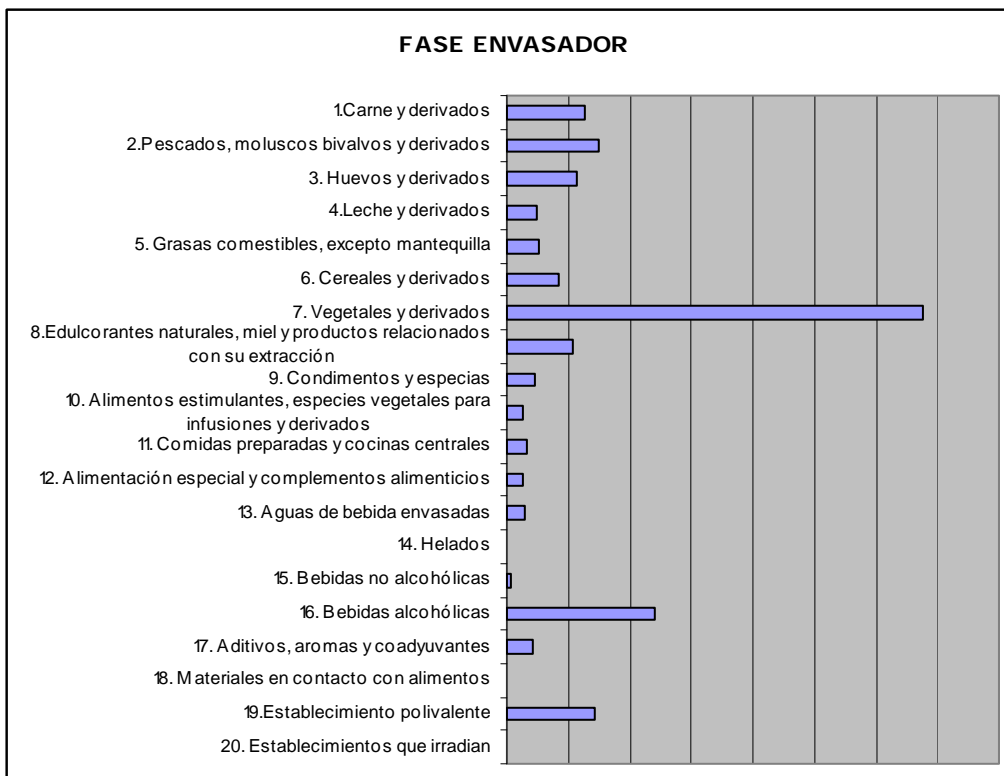 FASE ENVASADOR
1.Carne y derivados
2.Pescados, moluscos bivalvos y derivados
3. Huevos y derivados
4.Leche y derivados
5. Grasas comestibles, excepto mantequilla
6. Cereales y derivados
7. Vegetales y derivados
8.Edulcorantes naturales, miel y productos relacionados
con su extracción
9. Condimentos y especias
10. Alimentos estimulantes, especies vegetales para
infusiones y derivados
11. Comidas preparadas y cocinas centrales
12. Alimentación especial y complementos alimenticios
13. Aguas de bebida envasadas
14. Helados
15. Bebidas no alcohólicas
16. Bebidas alcohólicas
17. Aditivos, aromas y coadyuvantes
18. Materiales en contacto con alimentos
19.Establecimiento polivalente
20. Establecimientos que irradian